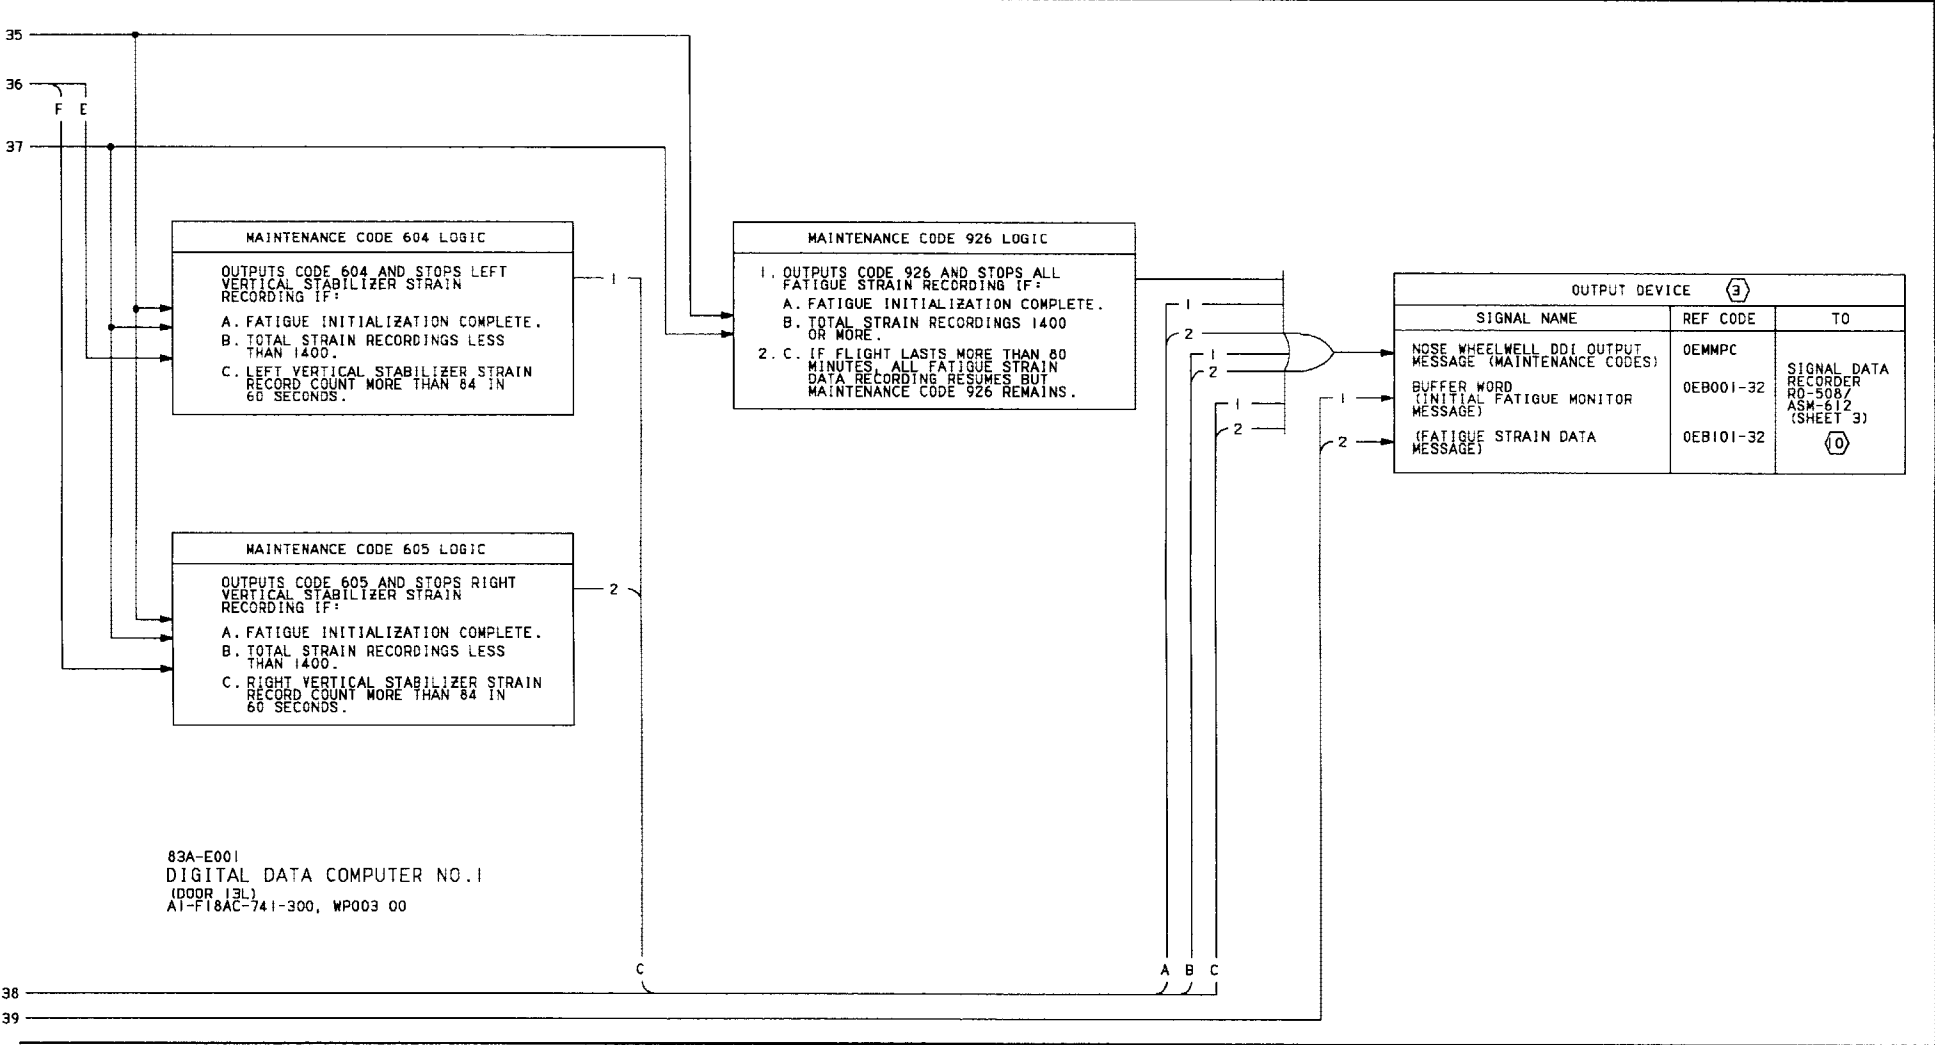 35
36
F E
37
MAINTENANCE CODE 604 LOGIC
OUTPUTS CODE 604 AND STOPS LEFT
VERTICAL STABILIZER STRAIN
RECORDING IF:
A. FATIGUE INITIALIZATION COMPLETE.
B. TOTAL STRAIN RECORDINGS LESS
THAN 1400.
C. LEFT VERTICAL STABILIZER STRAIN
RECORD COUNT MORE THAN 84 IN
60 SECONDS.
1
MAINTENANCE CODE 605 LOGIC
OUTPUTS CODE 605 AND STOPS RIGHT
VERTICAL STABILIZER STRAIN
RECORDING IF:
A. FATIGUE INITIALIZATION COMPLETE.
B. TOTAL STRAIN RECORDINGS LESS
THAN 1400.
C. RIGHT VERTICAL STABILIZER STRAIN
RECORD COUNT MORE THAN 84 IN
60 SECONDS.
2
MAINTENANCE CODE 926 LOGIC
1. OUTPUTS CODE 926 AND STOPS ALL
FATIGUE STRAIN RECORDING IF:
A. FATIGUE INITIALIZATION COMPLETE.
B. TOTAL STRAIN RECORDINGS 1400
OR MORE.
2. C. IF FLIGHT LASTS MORE THAN 80
MINUTES, ALL FATIGUE STRAIN
DATA RECORDING RESUMES BUT
MAINTENANCE CODE 926 REMAINS.
1
2
1
2
1
2
1
2
OUTPUT DEVICE 3
SIGNAL NAME REF CODE TO
NOSE WHEELWELL DDI OUTPUT
MESSAGE (MAINTENANCE CODES)
OEMMPC
BUFFER WORD
(INITIAL FATIGUE MONITOR
MESSAGE)
OEB001-32
(FATIGUE STRAIN DATA
MESSAGE)
OEB101-32
SIGNAL DATA
RECORDER
RO-508/
ASM-612
(SHEET 3)
10
83A-E001
DIGITAL DATA COMPUTER NO.1
(DOOR 13L)
A1-F18AC-741-300, WP003 00
C
A B C
38
39